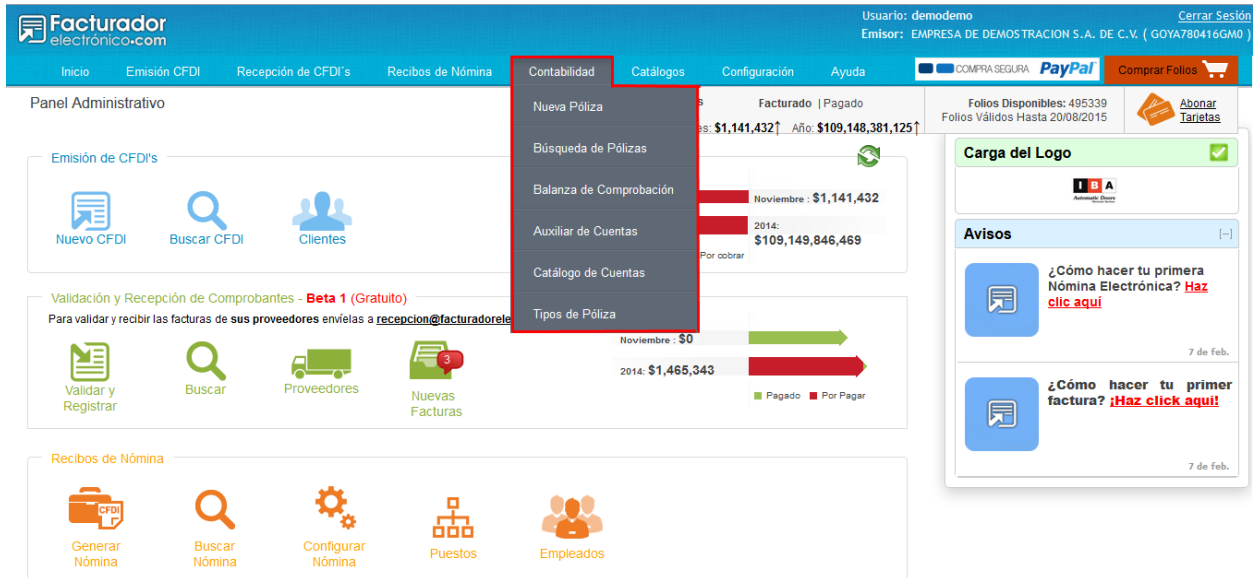 Facturador
electrónico.com
Usuario: demodemo
Cerrar Sesión
Emisor: EMPRESA DE DEMOSTRACION S.A. DE C.V. ( GOYA780416GM0 )
Inicio Emisión CFDI Recepción de CFDI´s Recibos de Nómina Contabilidad Catálogos Configuración Ayuda
COMPRA SEGURA PayPal
Comprar Folios
Panel Administrativo
Nueva Póliza
Búsqueda de Pólizas
Balanza de Comprobación
Auxiliar de Cuentas
Catálogo de Cuentas
Tipos de Póliza
Facturado | Pagado
$1,141,432↑ Año: $109,148,381,125↑
Folios Disponibles: 495339
Folios Válidos Hasta 20/08/2015
Abonar
Tarjetas
Emisión de CFDI's
Nuevo CFDI
Buscar CFDI
Clientes
Noviembre : $1,141,432
2014:
$109,149,846,469
Por cobrar
Validación y Recepción de Comprobantes - Beta 1 (Gratuito)
Para validar y recibir las facturas de sus proveedores envíelas a recepcion@facturadorele
Validar y
Registrar
Buscar
Proveedores
3
Nuevas
Facturas
Noviembre : $0
2014: $1,465,343
Pagado Por Pagar
Recibos de Nómina
CFDI
Generar
Nómina
Buscar
Nómina
Configurar
Nómina
Puestos
Empleados
Carga del Logo
I B A
Automatic Doors
Avisos
[–]
¿Cómo hacer tu primera
Nómina Electrónica? Haz
clic aquí
7 de feb.
¿Cómo hacer tu primer
factura? ¡Haz click aqui!
7 de feb.